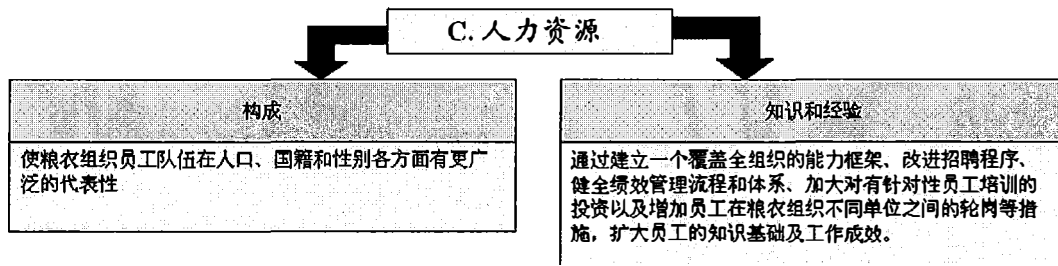 C. 人力资源
构成
使粮农组织员工队伍在人口、国籍和性别各方面有更广
泛的代表性
知识和经验
通过建立一个覆盖全组织的能力框架、改进招聘程序、
健全绩效管理流程和体系、加大对有针对性员工培训的
投资以及增加员工在粮农组织不同单位之间的轮岗等措
施，扩大员工的知识基础及工作成效。